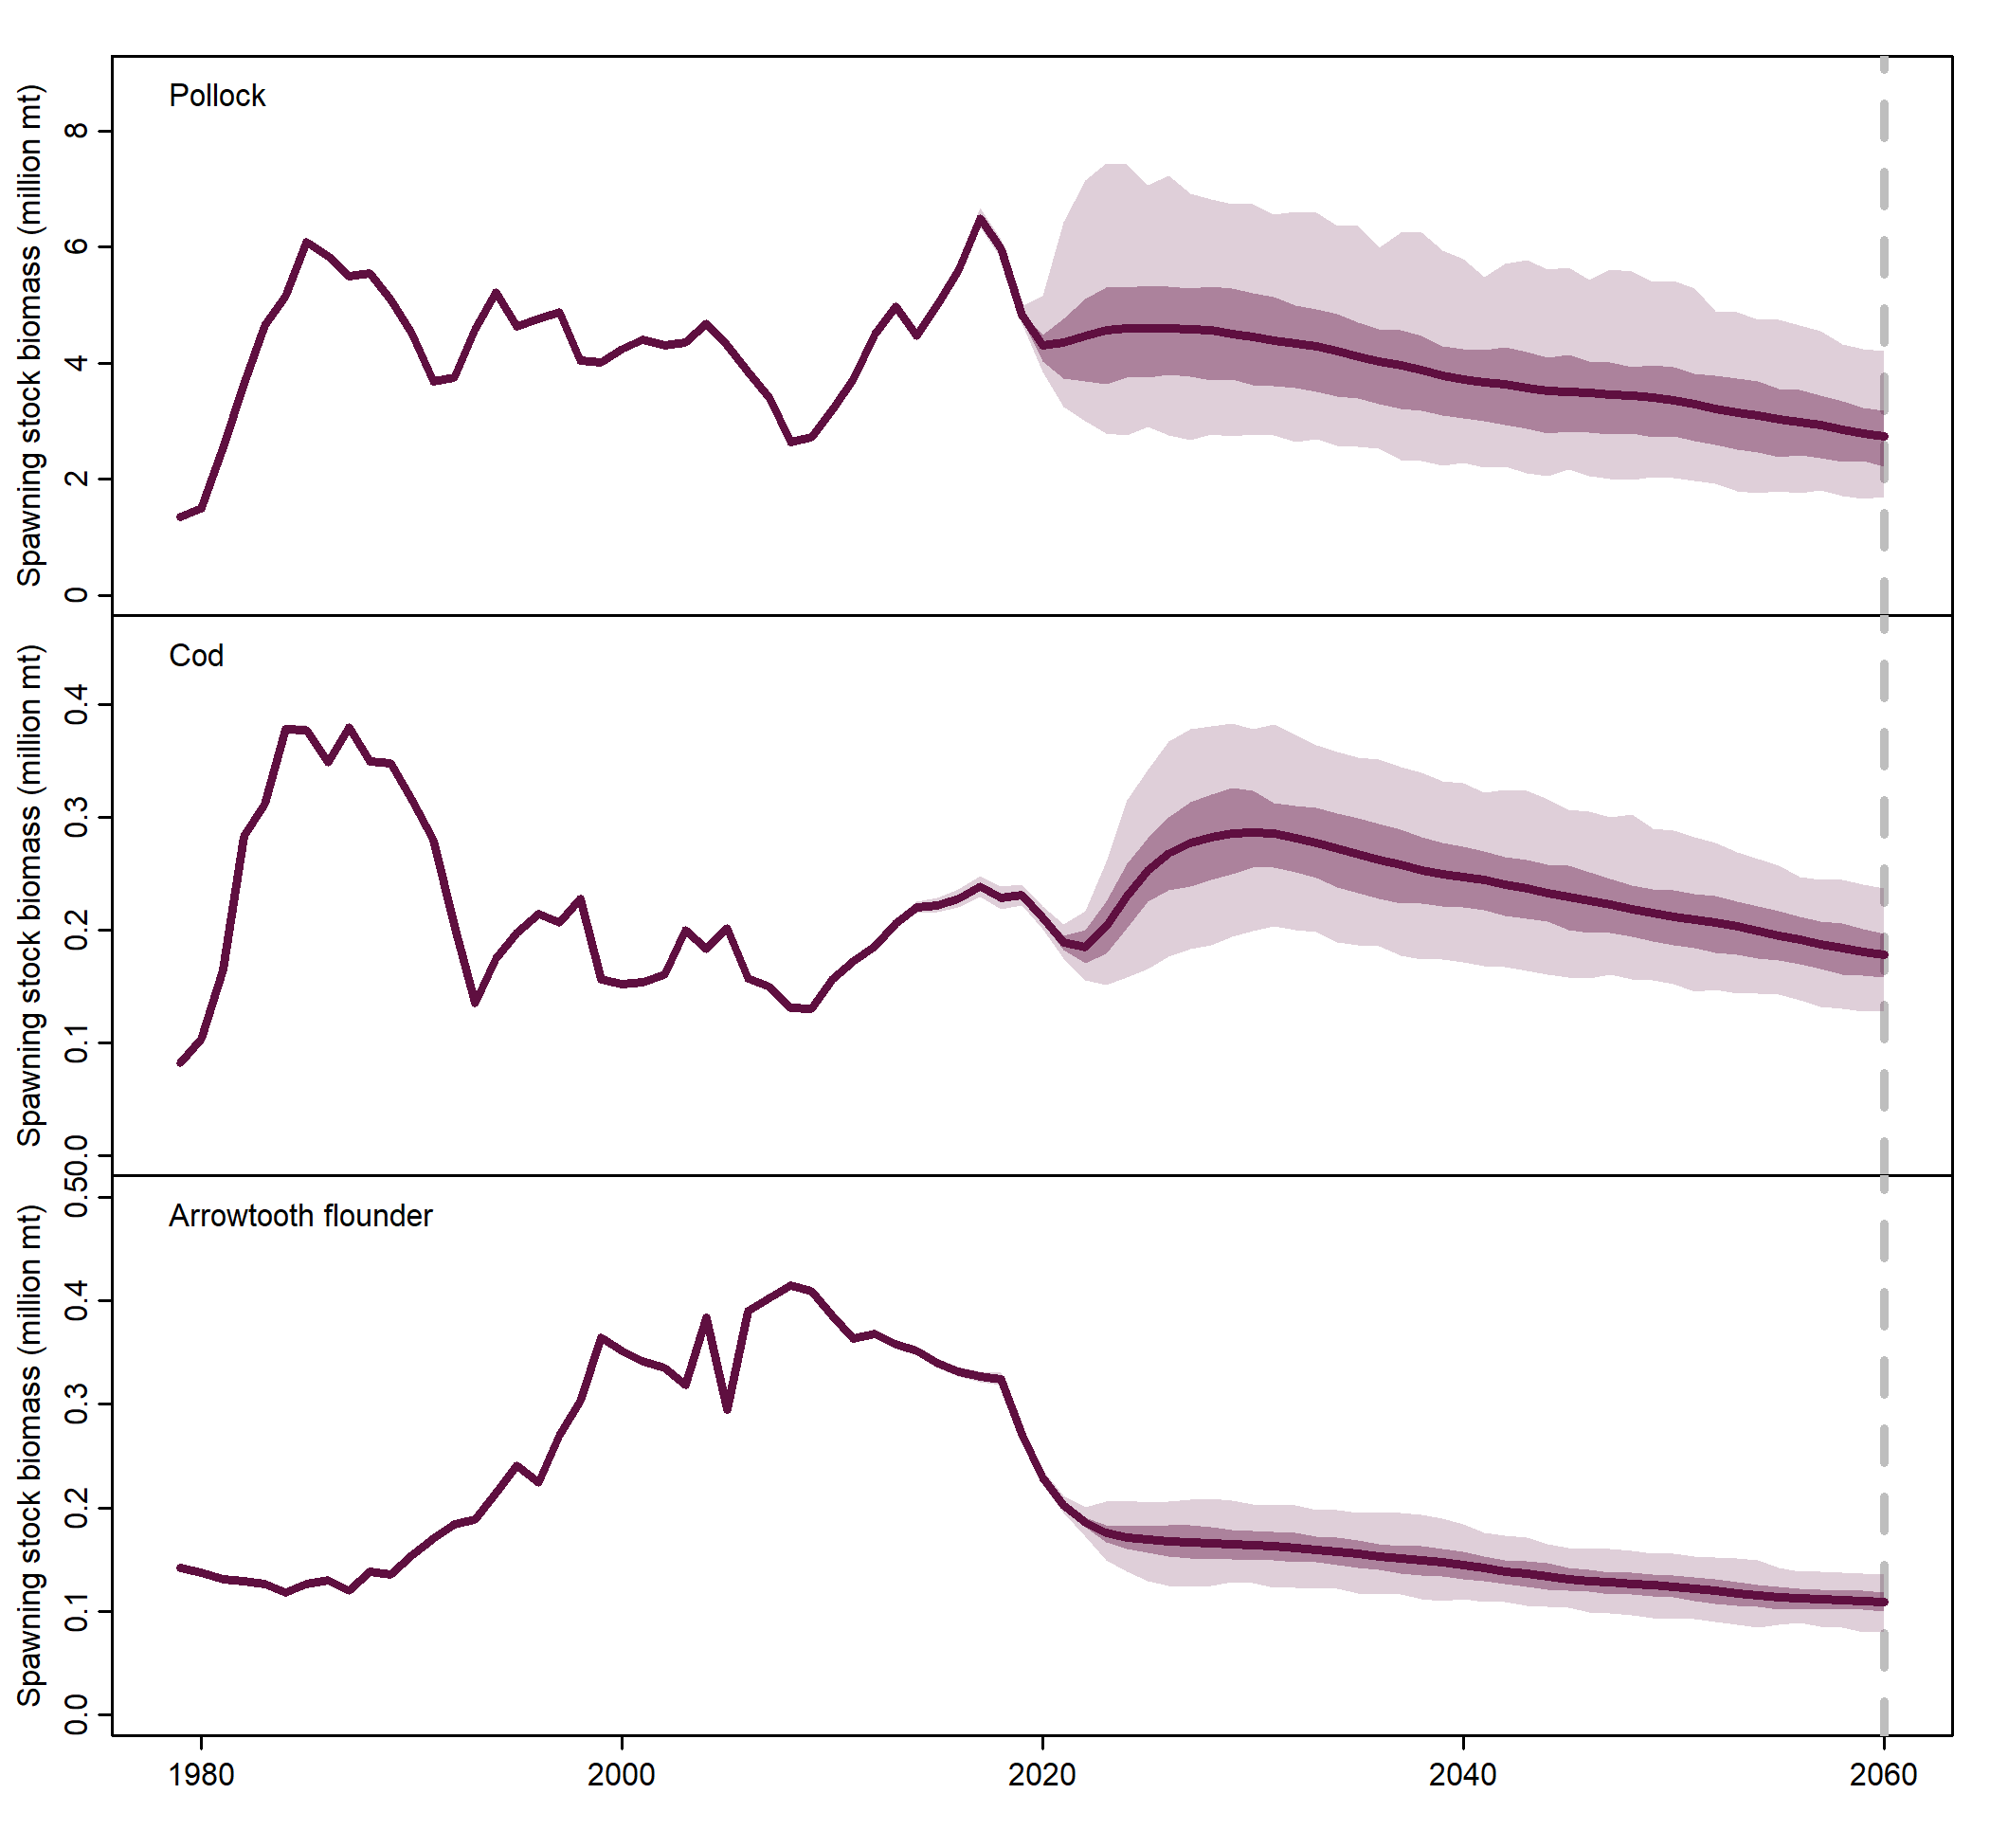 Pollock
Spawning stock biomass (million mt)
8
6
4
2
0
Cod
Spawning stock biomass (million mt)
0.4
0.3
0.2
0.1
0.0
Arrowtooth flounder
Spawning stock biomass (million mt)
0.5
0.4
0.3
0.2
0.1
0.0
1980 2000 2020 2040 2060